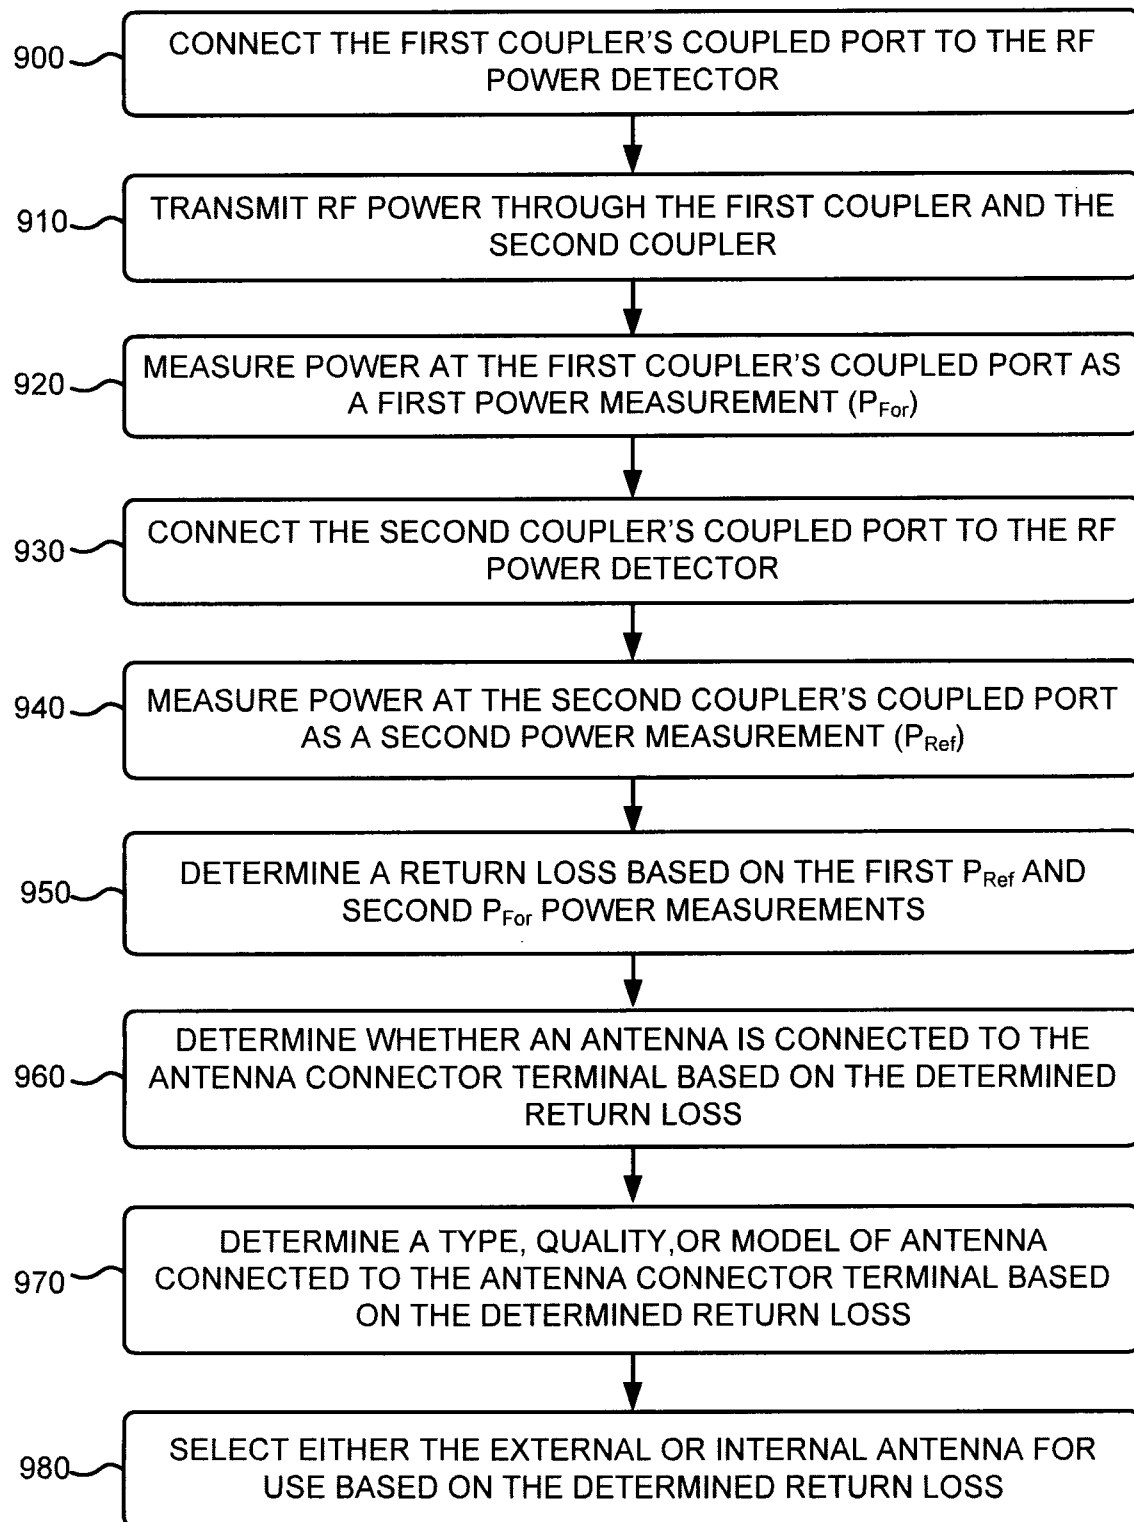 900
CONNECT THE FIRST COUPLER'S COUPLED PORT TO THE RF
POWER DETECTOR
910
TRANSMIT RF POWER THROUGH THE FIRST COUPLER AND THE
SECOND COUPLER
920
MEASURE POWER AT THE FIRST COUPLER'S COUPLED PORT AS
A FIRST POWER MEASUREMENT (PFor)
930
CONNECT THE SECOND COUPLER'S COUPLED PORT TO THE RF
POWER DETECTOR
940
MEASURE POWER AT THE SECOND COUPLER'S COUPLED PORT
AS A SECOND POWER MEASUREMENT (PRef)
950
DETERMINE A RETURN LOSS BASED ON THE FIRST PRef AND
SECOND PFor POWER MEASUREMENTS
960
DETERMINE WHETHER AN ANTENNA IS CONNECTED TO THE
ANTENNA CONNECTOR TERMINAL BASED ON THE DETERMINED
RETURN LOSS
970
DETERMINE A TYPE, QUALITY,OR MODEL OF ANTENNA
CONNECTED TO THE ANTENNA CONNECTOR TERMINAL BASED
ON THE DETERMINED RETURN LOSS
980
SELECT EITHER THE EXTERNAL OR INTERNAL ANTENNA FOR
USE BASED ON THE DETERMINED RETURN LOSS